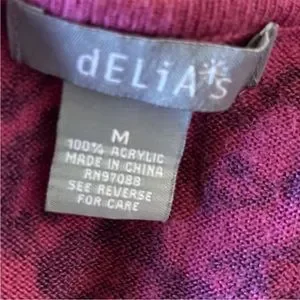 dELiA*s
M
100% ACRYLIC
MADE IN CHINA
RN97088
SEE REVERSE
FOR CARE